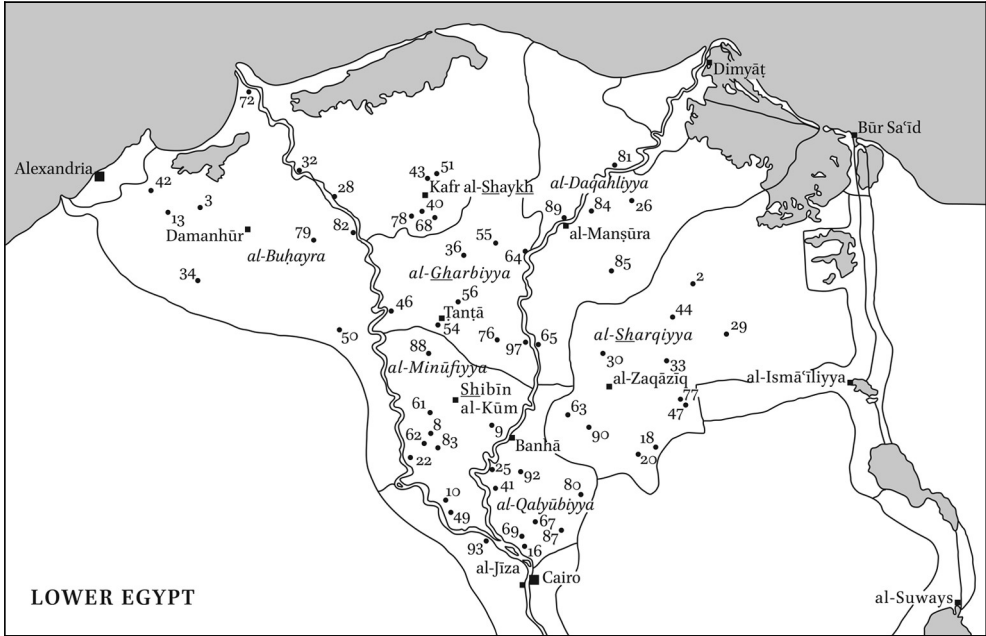 Dimyāṭ
72
Būr Saʿīd
Alexandria
42
32
28
43
51
Kafr al-Shaykh
81
al-Daqahliyya
3
13
40
78
68
89
84
26
Damanhūr
79
82
al-Buḥayra
al-Manṣūra
55
36
64
34
al-Gharbiyya
85
2
56
46
Ṭanṭā
54
44
29
50
al-Sharqiyya
76
97
65
88
al-Minūfiyya
30
33
al-Zaqāzīq
al-Ismāʿīliyya
Shibīn
al-Kūm
77
47
61
63
8
9
62
83
90
Banhā
18
22
20
25
92
41
80
al-Qalyūbiyya
10
49
67
69
87
93
16
al-Jīza
Cairo
LOWER EGYPT
al-Suways